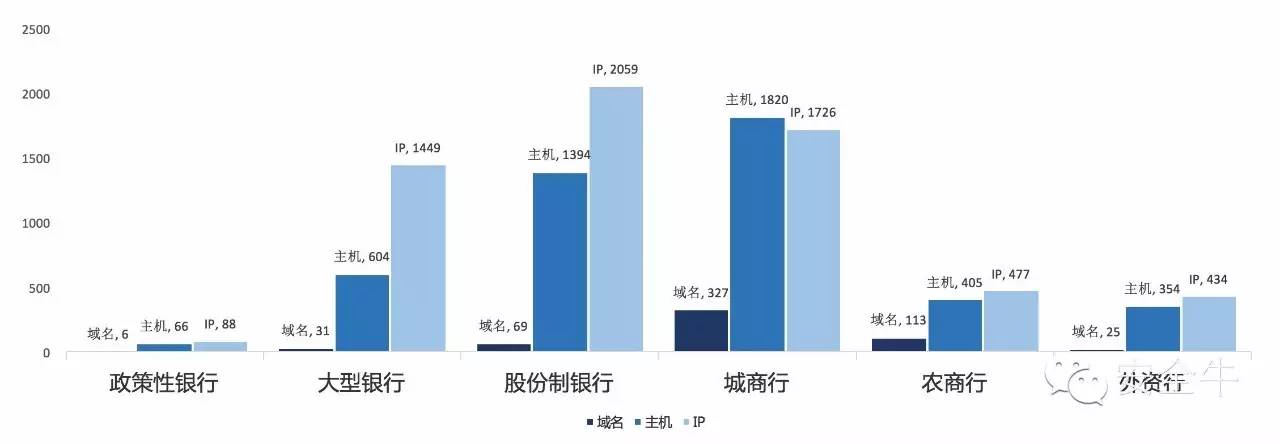 2500
2000
1500
1000
500
0
域名, 6
主机, 66
IP, 88
域名, 31
主机, 604
IP, 1449
域名, 69
主机, 1394
IP, 2059
域名, 327
主机, 1820
IP, 1726
域名, 113
主机, 405
IP, 477
域名, 25
主机, 354
IP, 434
政策性银行
大型银行
股份制银行
城商行
农商行
外资行
域名 主机 IP
安全牛